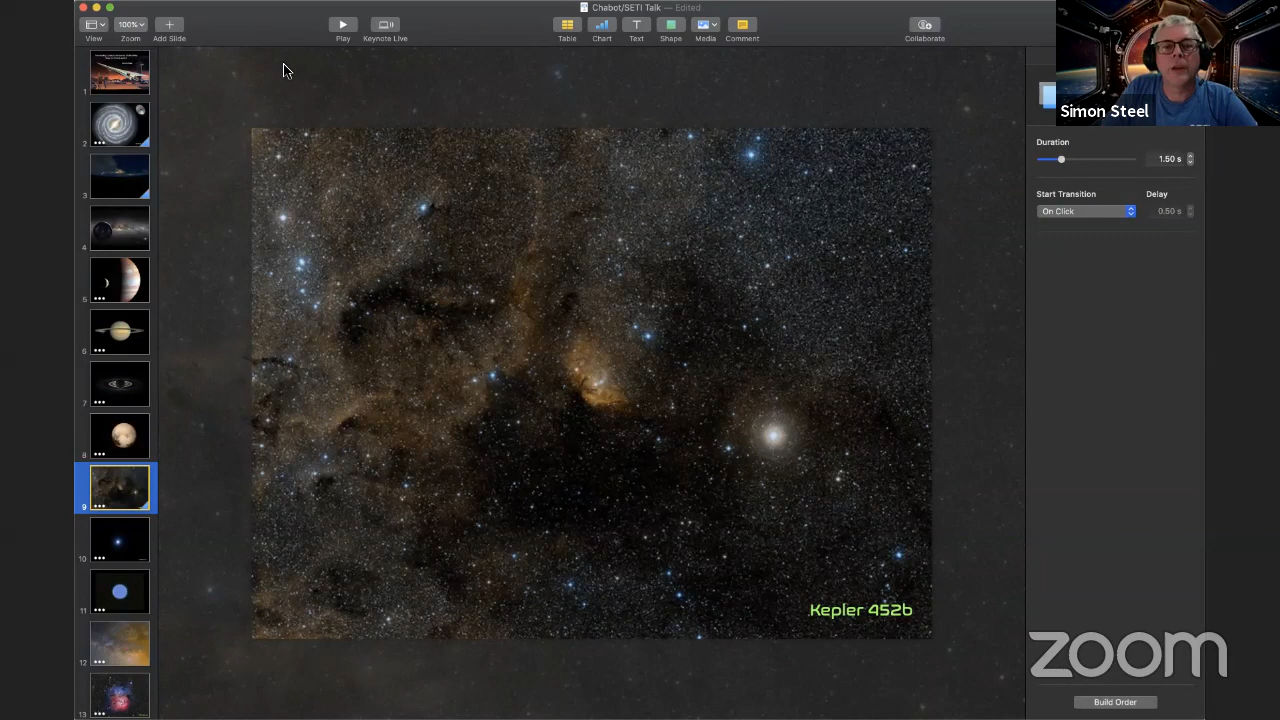 Chabot/SETI Talk — Edited
100%
View
Zoom
Add Slide
Play
Keynote Live
Table
Chart
Text
Shape
Media
Comment
Collaborate
Simon Steel
Duration
1.50 s
Start Transition
Delay
On Click
0.50 s
1
2
3
4
5
6
7
8
9
10
11
12
13
Kepler 452b
zoom
Build Order